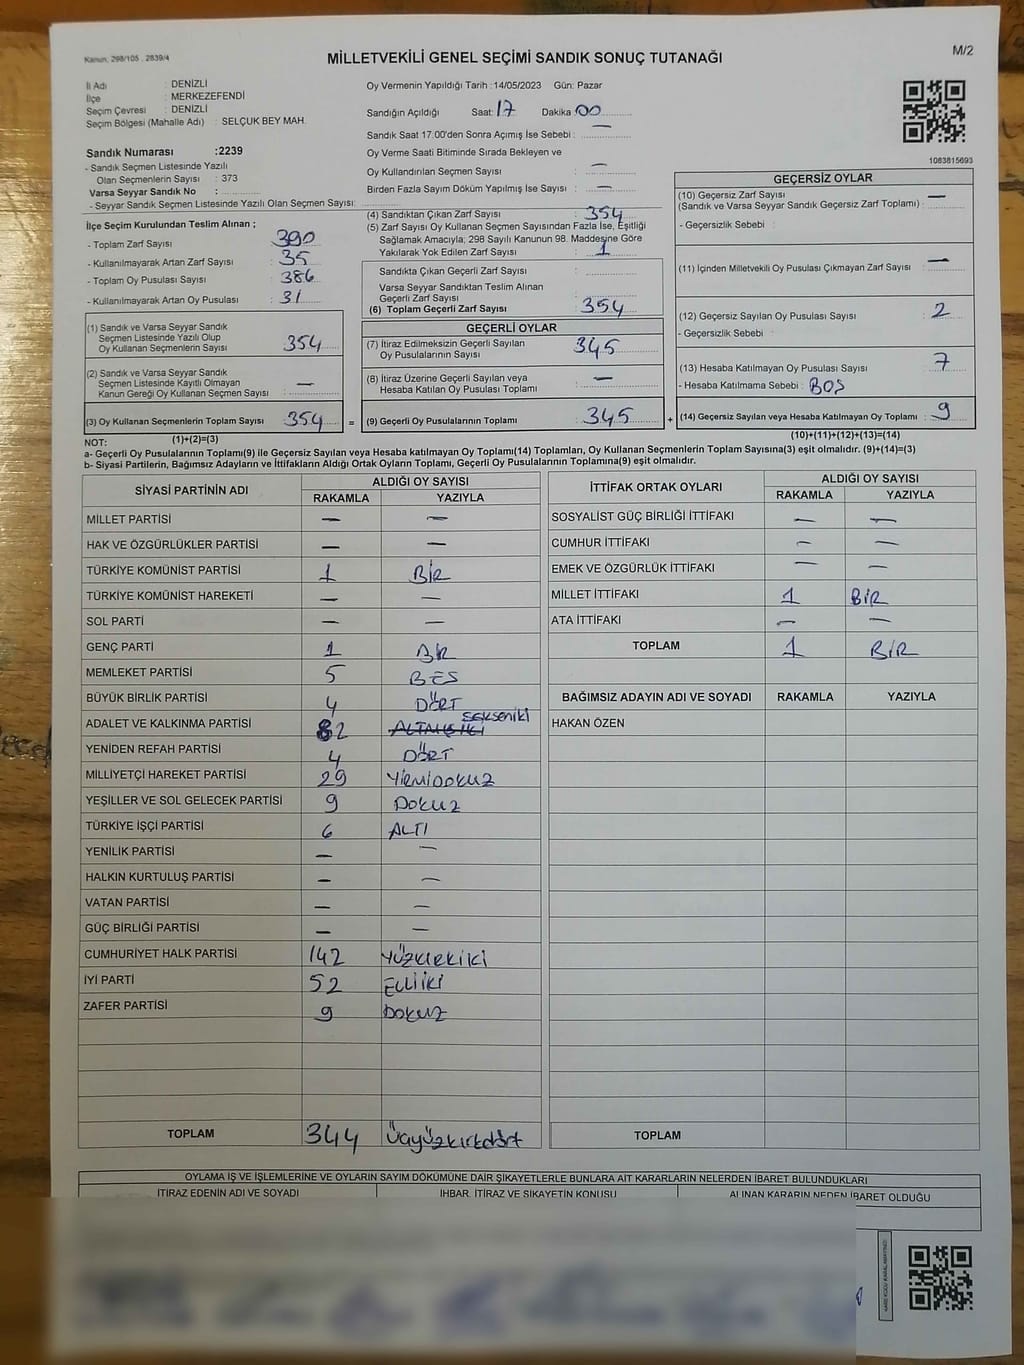 Kanun, 298/105 , 2839/4
MİLLETVEKİLİ GENEL SEÇİMİ SANDIK SONUÇ TUTANAĞI
M/2
İl Adı : DENİZLİ
İlçe : MERKEZEFENDİ
Seçim Çevresi : DENİZLİ
Seçim Bölgesi (Mahalle Adı) : SELÇUK BEY MAH.
Sandık Numarası :2239
- Sandık Seçmen Listesinde Yazılı
Olan Seçmenlerin Sayısı : 373
Varsa Seyyar Sandık No :
- Seyyar Sandık Seçmen Listesinde Yazılı Olan Seçmen Sayısı:
Oy Vermenin Yapıldığı Tarih :14/05/2023 Gün: Pazar
Sandığın Açıldığı Saat: 17 Dakika 00
Sandık Saat 17:00'den Sonra Açımış İse Sebebi : —
Oy Verme Saati Bitiminde Sırada Bekleyen ve
Oy Kullandırılan Seçmen Sayısı : —
Birden Fazla Sayım Döküm Yapılmış İse Sayısı : —
1083815693
İlçe Seçim Kurulundan Teslim Alınan ;
- Toplam Zarf Sayısı : 390
- Kullanılmayarak Artan Zarf Sayısı : 35
- Toplam Oy Pusulası Sayısı : 386
- Kullanılmayarak Artan Oy Pusulası : 31
(4) Sandıktan Çıkan Zarf Sayısı : 354
(5) Zarf Sayısı Oy Kullanan Seçmen Sayısından Fazla İse, Eşitliği
Sağlamak Amacıyla; 298 Sayılı Kanunun 98. Maddesine Göre
Yakılarak Yok Edilen Zarf Sayısı : 1
Sandıkta Çıkan Geçerli Zarf Sayısı :
Varsa Seyyar Sandıktan Teslim Alınan
Geçerli Zarf Sayısı :
(6) Toplam Geçerli Zarf Sayısı : 354
GEÇERSİZ OYLAR
(10) Geçersiz Zarf Sayısı : —
(Sandık ve Varsa Seyyar Sandık Geçersiz Zarf Toplamı)
- Geçersizlik Sebebi :
(11) İçinden Milletvekili Oy Pusulası Çıkmayan Zarf Sayısı : —
(12) Geçersiz Sayılan Oy Pusulası Sayısı : 2
- Geçersizlik Sebebi :
(13) Hesaba Katılmayan Oy Pusulası Sayısı : 7
- Hesaba Katılmama Sebebi : BOŞ
(14) Geçersiz Sayılan veya Hesaba Katılmayan Oy Toplamı : 9
(10)+(11)+(12)+(13)=(14)
(1) Sandık ve Varsa Seyyar Sandık
Seçmen Listesinde Yazılı Olup
Oy Kullanan Seçmenlerin Sayısı : 354
(2) Sandık ve Varsa Seyyar Sandık
Seçmen Listesinde Kayıtlı Olmayan
Kanun Gereği Oy Kullanan Seçmen Sayısı : —
(3) Oy Kullanan Seçmenlerin Toplam Sayısı : 354
(1)+(2)=(3)
GEÇERLİ OYLAR
(7) İtiraz Edilmeksizin Geçerli Sayılan
Oy Pusulalarının Sayısı : 345
(8) İtiraz Üzerine Geçerli Sayılan veya
Hesaba Katılan Oy Pusulası Toplamı : —
= (9) Geçerli Oy Pusulalarının Toplamı : 345 +
NOT:
a- Geçerli Oy Pusulalarının Toplamı(9) ile Geçersiz Sayılan veya Hesaba katılmayan Oy Toplamı(14) Toplamları, Oy Kullanan Seçmenlerin Toplam Sayısına(3) eşit olmalıdır. (9)+(14)=(3)
b- Siyasi Partilerin, Bağımsız Adayların ve İttifakların Aldığı Ortak Oyların Toplamı, Geçerli Oy Pusulalarının Toplamına(9) eşit olmalıdır.
SİYASİ PARTİNİN ADI ALDIĞI OY SAYISI
RAKAMLA YAZIYLA
MİLLET PARTİSİ — —
HAK VE ÖZGÜRLÜKLER PARTİSİ — —
TÜRKİYE KOMÜNİST PARTİSİ 1 BİR
TÜRKİYE KOMÜNİST HAREKETİ — —
SOL PARTİ — —
GENÇ PARTİ 1 BİR
MEMLEKET PARTİSİ 5 BEŞ
BÜYÜK BİRLİK PARTİSİ 4 DÖRT
ADALET VE KALKINMA PARTİSİ 82 ALTMIŞİKİ sekseniki
YENİDEN REFAH PARTİSİ 4 DÖRT
MİLLİYETÇİ HAREKET PARTİSİ 29 YİRMİDOKUZ
YEŞİLLER VE SOL GELECEK PARTİSİ 9 DOKUZ
TÜRKİYE İŞÇİ PARTİSİ 6 ALTI
YENİLİK PARTİSİ — —
HALKIN KURTULUŞ PARTİSİ — —
VATAN PARTİSİ — —
GÜÇ BİRLİĞİ PARTİSİ — —
CUMHURİYET HALK PARTİSİ 142 YÜZKIRKİKİ
İYİ PARTİ 52 ELLİİKİ
ZAFER PARTİSİ 9 DOKUZ
TOPLAM 344 üçyüzkırkdört
İTTİFAK ORTAK OYLARI ALDIĞI OY SAYISI
RAKAMLA YAZIYLA
SOSYALİST GÜÇ BİRLİĞİ İTTİFAKI — —
CUMHUR İTTİFAKI — —
EMEK VE ÖZGÜRLÜK İTTİFAKI — —
MİLLET İTTİFAKI 1 BİR
ATA İTTİFAKI — —
TOPLAM 1 BİR
BAĞIMSIZ ADAYIN ADI VE SOYADI RAKAMLA YAZIYLA
HAKAN ÖZEN
TOPLAM
OYLAMA İŞ VE İŞLEMLERİNE VE OYLARIN SAYIM DÖKÜMÜNE DAİR ŞİKAYETLERLE BUNLARA AİT KARARLARIN NELERDEN İBARET BULUNDUKLARI
İTİRAZ EDENİN ADI VE SOYADI İHBAR, İTİRAZ VE ŞİKAYETİN KONUSU ALINAN KARARIN NEDEN İBARET OLDUĞU